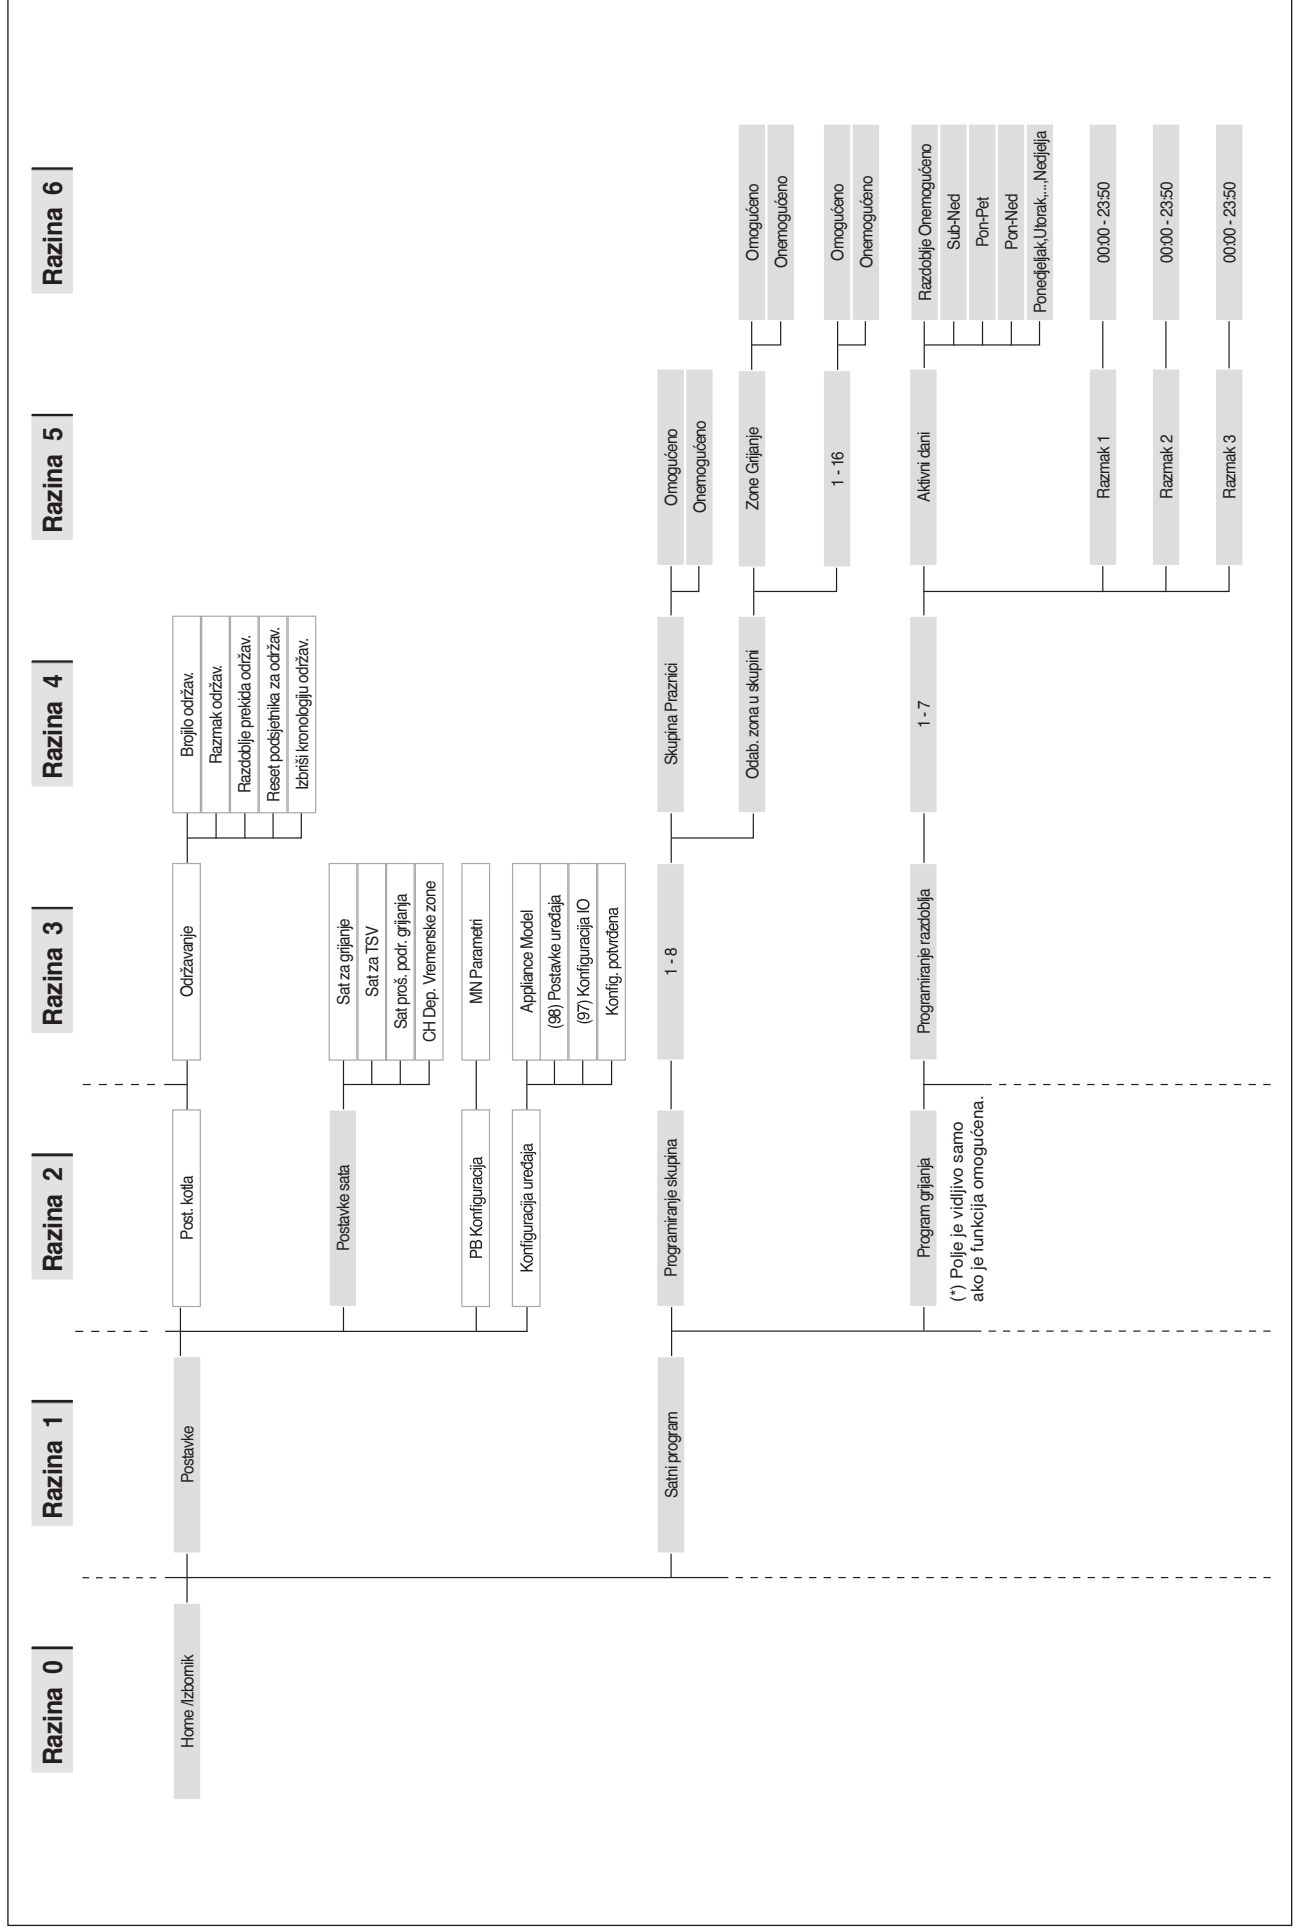 Razina 0
Razina 1
Razina 2
Razina 3
Razina 4
Razina 5
Razina 6
Home /Izbornik
Postavke
Post. kotla
Održavanje
Brojilo održav.
Razmak održav.
Razdoblje prekida održav.
Reset podsjetnika za održav.
Izbriši kronologiju održav.
Postavke sata
Sat za grijanje
Sat za TSV
Sat proš. podr. grijanja
CH Dep. Vremenske zone
PB Konfiguracija
MN Parametri
Konfiguracija uređaja
Appliance Model
(98) Postavke uređaja
(97) Konfiguracija IO
Konfig. potvrđena
Satni program
Programiranje skupina
1 - 8
Skupina Praznici
Omogućeno
Onemogućeno
Odab. zona u skupini
Zone Grijanje
Omogućeno
Onemogućeno
1 - 16
Omogućeno
Onemogućeno
Program grijanja
(*) Polje je vidljivo samo
ako je funkcija omogućena.
Programiranje razdoblja
1 - 7
Aktivni dani
Razdoblje Onemogućeno
Sub-Ned
Pon-Pet
Pon-Ned
Ponedjeljak,Utorak,...,Nedjelja
Razmak 1
00:00 - 23:50
Razmak 2
00:00 - 23:50
Razmak 3
00:00 - 23:50